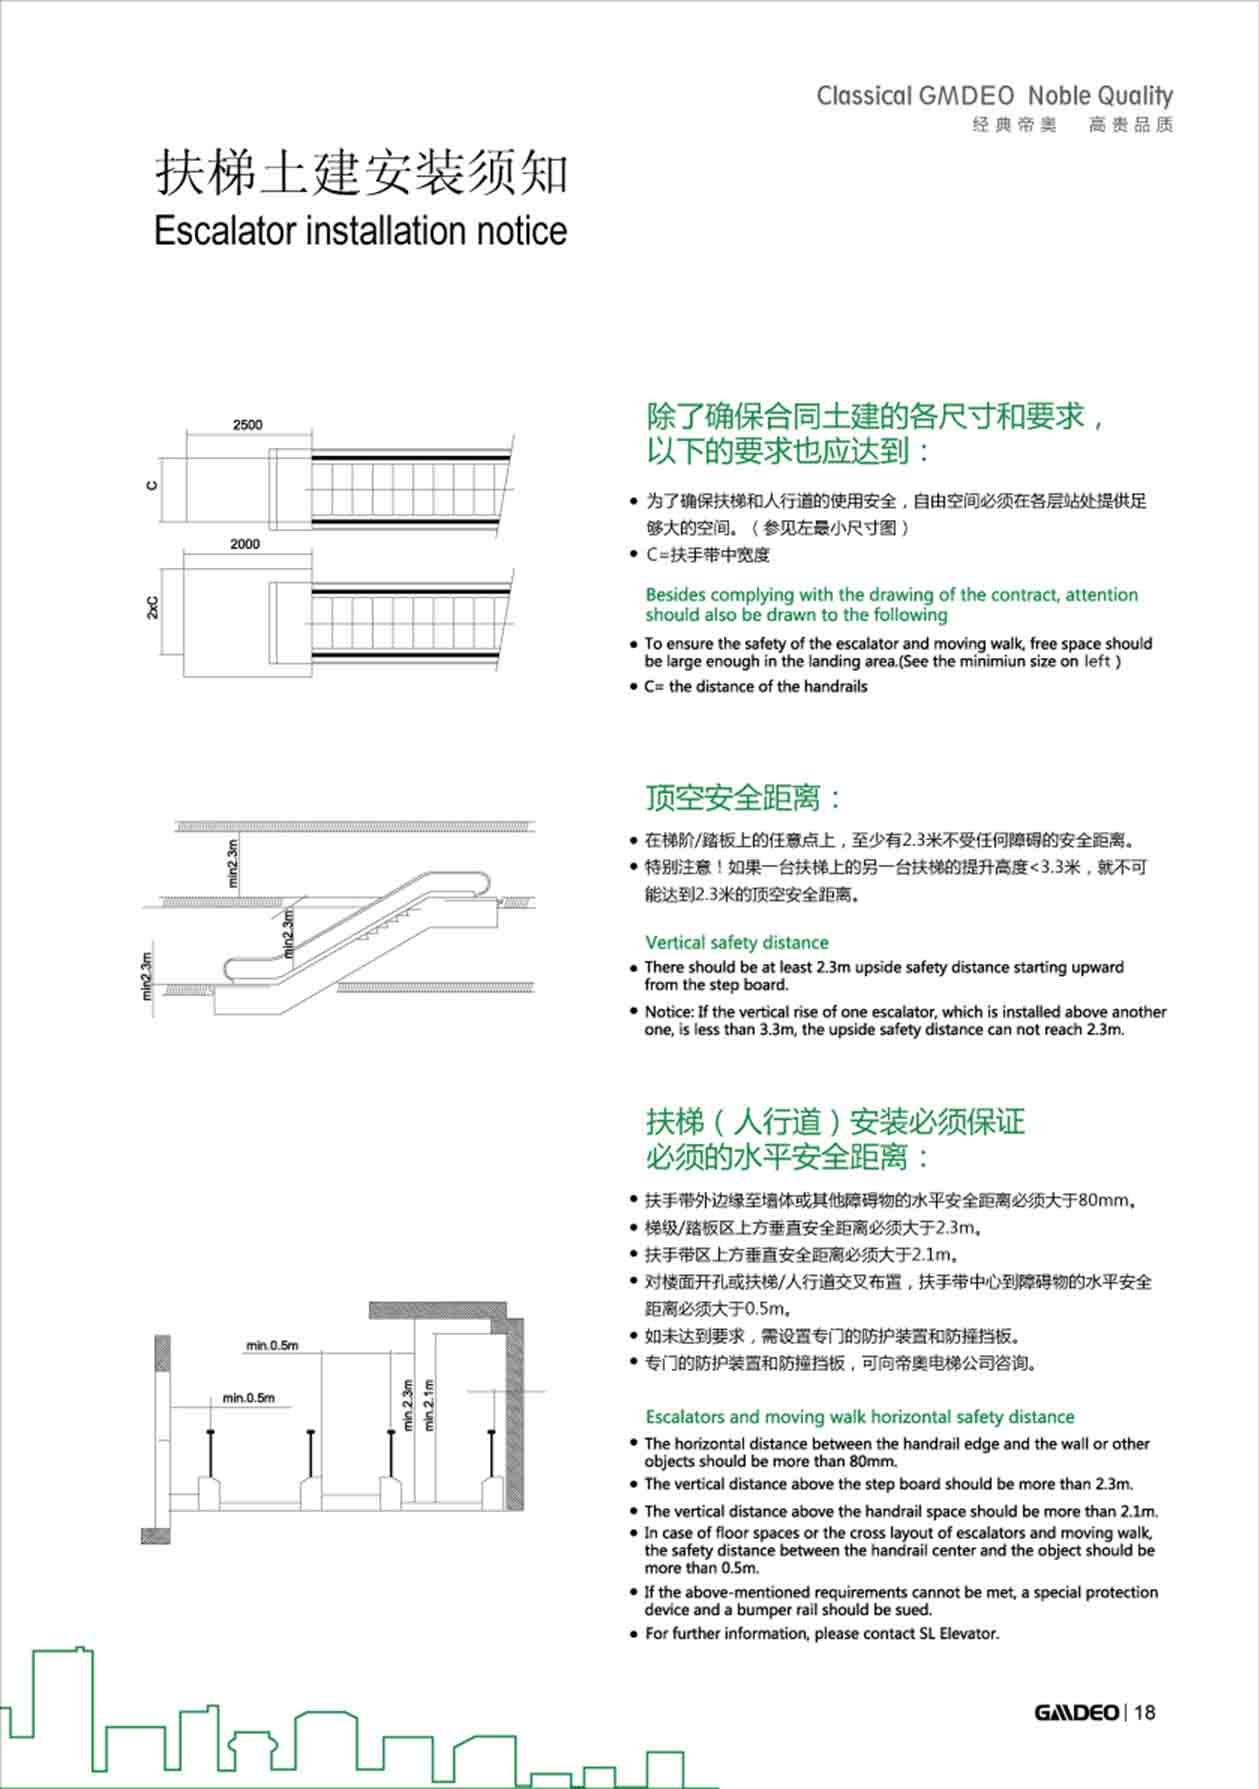 Classical GMDEO Noble Quality
经典帝奥 高贵品质
扶梯土建安装须知
Escalator installation notice
2500
C
2000
2xC
除了确保合同土建的各尺寸和要求，
以下的要求也应达到：
● 为了确保扶梯和人行道的使用安全，自由空间必须在各层站处提供足
够大的空间。（参见左最小尺寸图）
● C=扶手带中宽度
Besides complying with the drawing of the contract, attention
should also be drawn to the following
● To ensure the safety of the escalator and moving walk, free space should
be large enough in the landing area.(See the minimiun size on left )
● C= the distance of the handrails
min2.3m
min2.3m
min2.3m
顶空安全距离：
● 在梯阶/踏板上的任意点上，至少有2.3米不受任何障碍的安全距离。
● 特别注意！如果一台扶梯上的另一台扶梯的提升高度<3.3米，就不可
能达到2.3米的顶空安全距离。
Vertical safety distance
● There should be at least 2.3m upside safety distance starting upward
from the step board.
● Notice: If the vertical rise of one escalator, which is installed above another
one, is less than 3.3m, the upside safety distance can not reach 2.3m.
扶梯（人行道）安装必须保证
必须的水平安全距离：
● 扶手带外边缘至墙体或其他障碍物的水平安全距离必须大于80mm。
● 梯级/踏板区上方垂直安全距离必须大于2.3m。
● 扶手带区上方垂直安全距离必须大于2.1m。
● 对楼面开孔或扶梯/人行道交叉布置，扶手带中心到障碍物的水平安全
距离必须大于0.5m。
● 如未达到要求，需设置专门的防护装置和防撞挡板。
● 专门的防护装置和防撞挡板，可向帝奥电梯公司咨询。
min.0.5m
min.0.5m
min.2.3m
min.2.1m
Escalators and moving walk horizontal safety distance
● The horizontal distance between the handrail edge and the wall or other
objects should be more than 80mm.
● The vertical distance above the step board should be more than 2.3m.
● The vertical distance above the handrail space should be more than 2.1m.
● In case of floor spaces or the cross layout of escalators and moving walk,
the safety distance between the handrail center and the object should be
more than 0.5m.
● If the above-mentioned requirements cannot be met, a special protection
device and a bumper rail should be sued.
● For further information, please contact SL Elevator.
GMDEO | 18